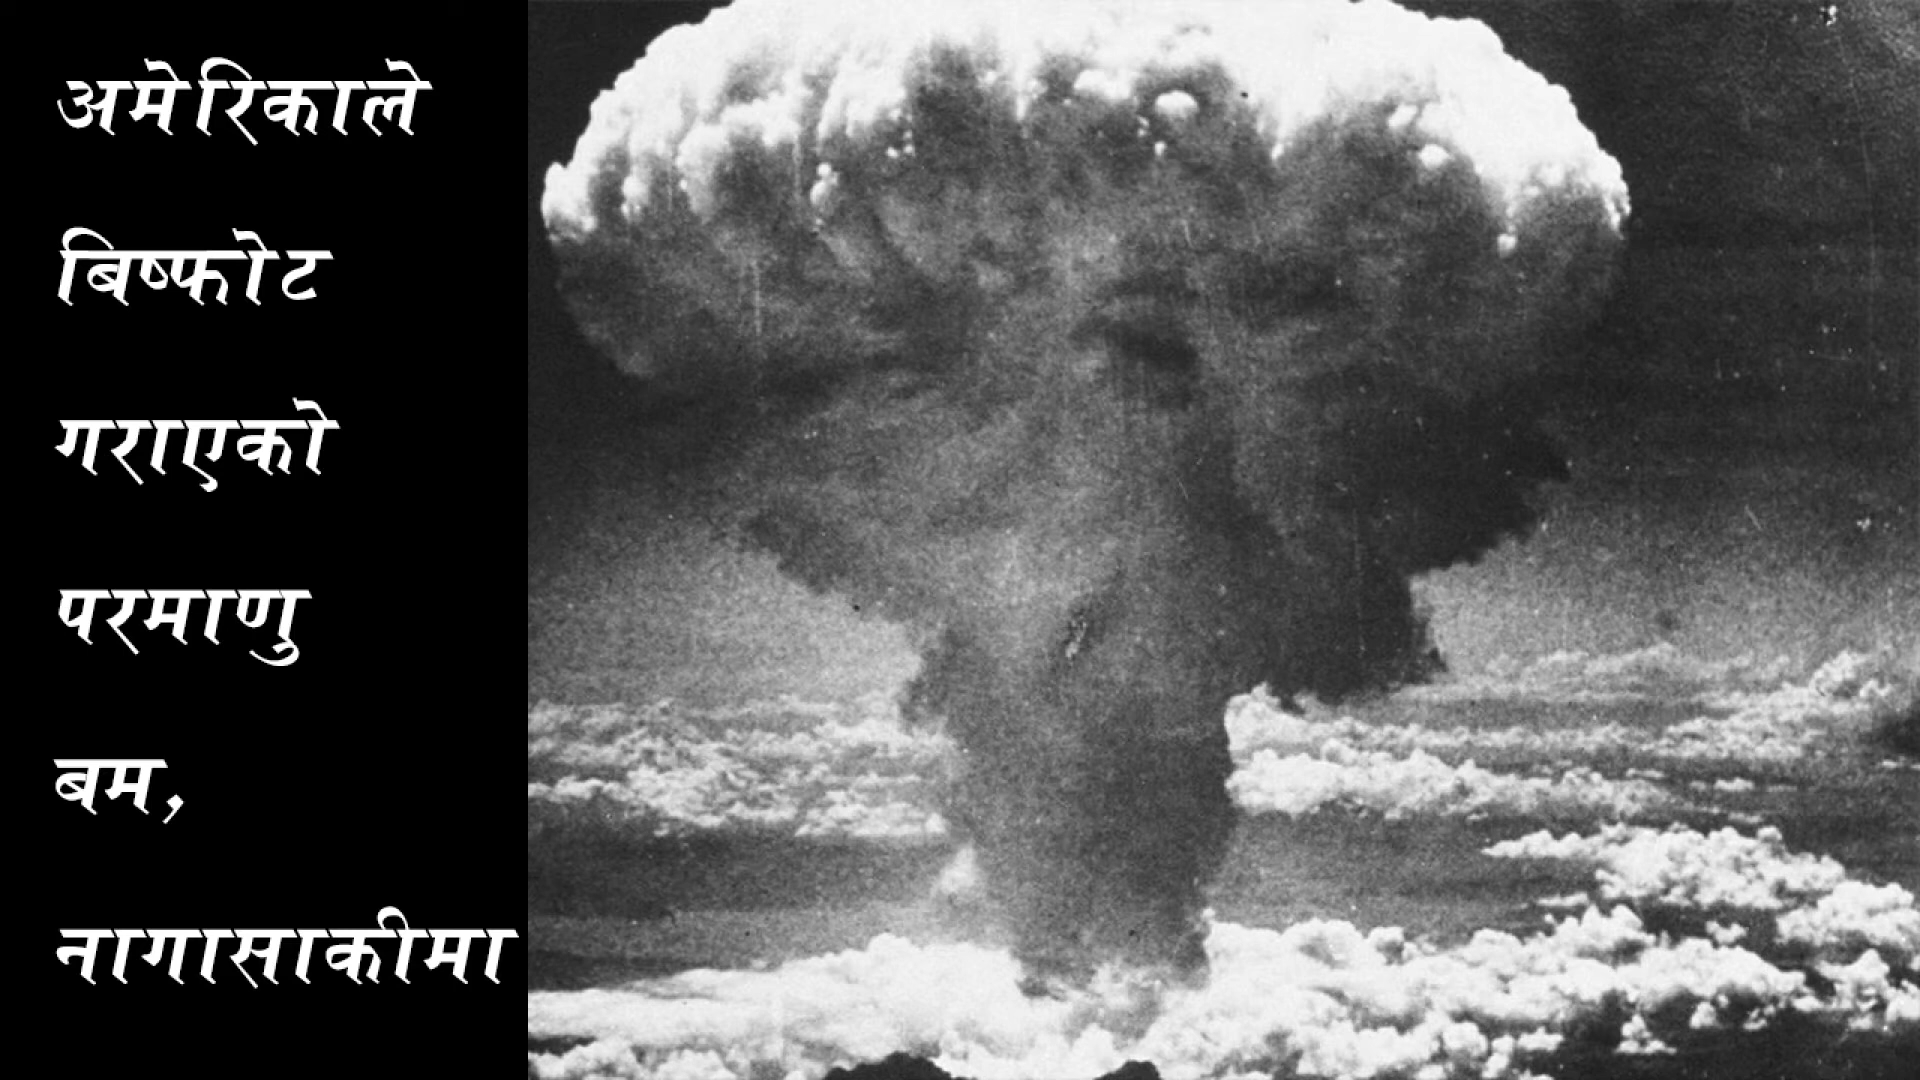 अमेरिकाले
बिष्फोट
गराएको
परमाणु
बम,
नागासाकीमा